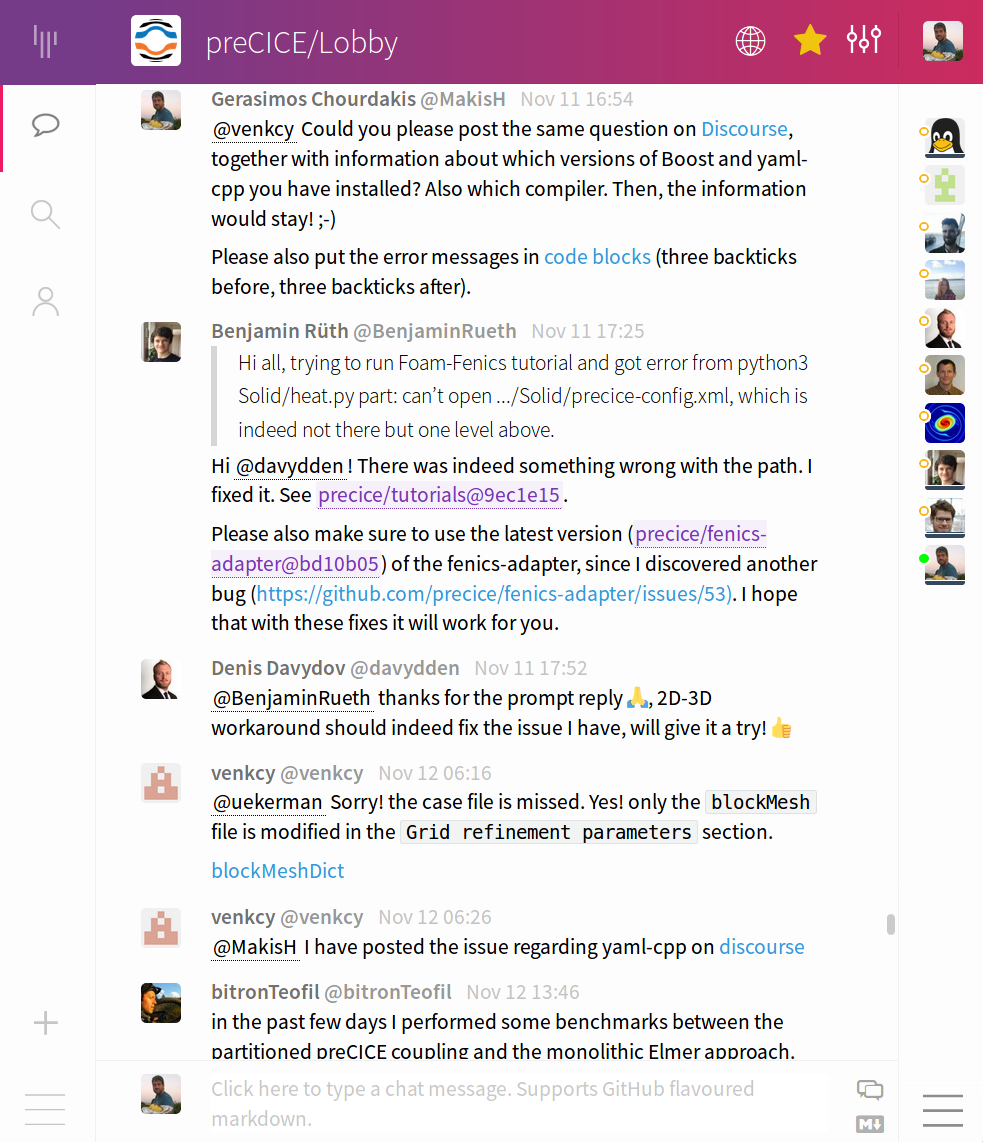 preCICE/Lobby
Gerasimos Chourdakis @MakisH Nov 11 16:54
@venkcy Could you please post the same question on Discourse,
together with information about which versions of Boost and yaml-
cpp you have installed? Also which compiler. Then, the information
would stay! ;-)
Please also put the error messages in code blocks (three backticks
before, three backticks after).
Benjamin Rüth @BenjaminRueth Nov 11 17:25
Hi all, trying to run Foam-Fenics tutorial and got error from python3
Solid/heat.py part: can’t open .../Solid/precice-config.xml, which is
indeed not there but one level above.
Hi @davydden ! There was indeed something wrong with the path. I
fixed it. See precice/tutorials@9ec1e15.
Please also make sure to use the latest version (precice/fenics-
adapter@bd10b05) of the fenics-adapter, since I discovered another
bug (https://github.com/precice/fenics-adapter/issues/53). I hope
that with these fixes it will work for you.
Denis Davydov @davydden Nov 11 17:52
@BenjaminRueth thanks for the prompt reply🙏, 2D-3D
workaround should indeed fix the issue I have, will give it a try!👍
venkcy @venkcy Nov 12 06:16
@uekerman Sorry! the case file is missed. Yes! only the blockMesh
file is modified in the Grid refinement parameters section.
blockMeshDict
venkcy @venkcy Nov 12 06:26
@MakisH I have posted the issue regarding yaml-cpp on discourse
bitronTeofil @bitronTeofil Nov 12 13:46
in the past few days I performed some benchmarks between the
partitioned preCICE coupling and the monolithic Elmer approach.
Click here to type a chat message. Supports GitHub flavoured
markdown.
M